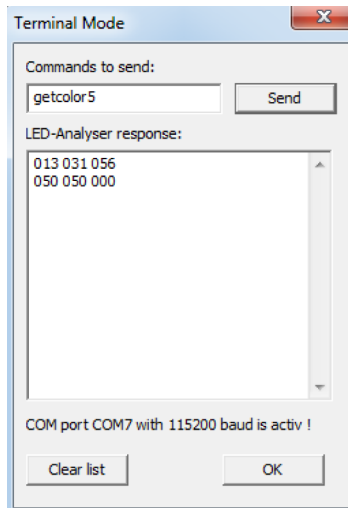 Terminal Mode
Commands to send:
getcolor5
Send
LED-Analyser response:
013 031 056
050 050 000
COM port COM7 with 115200 baud is activ !
Clear list
OK